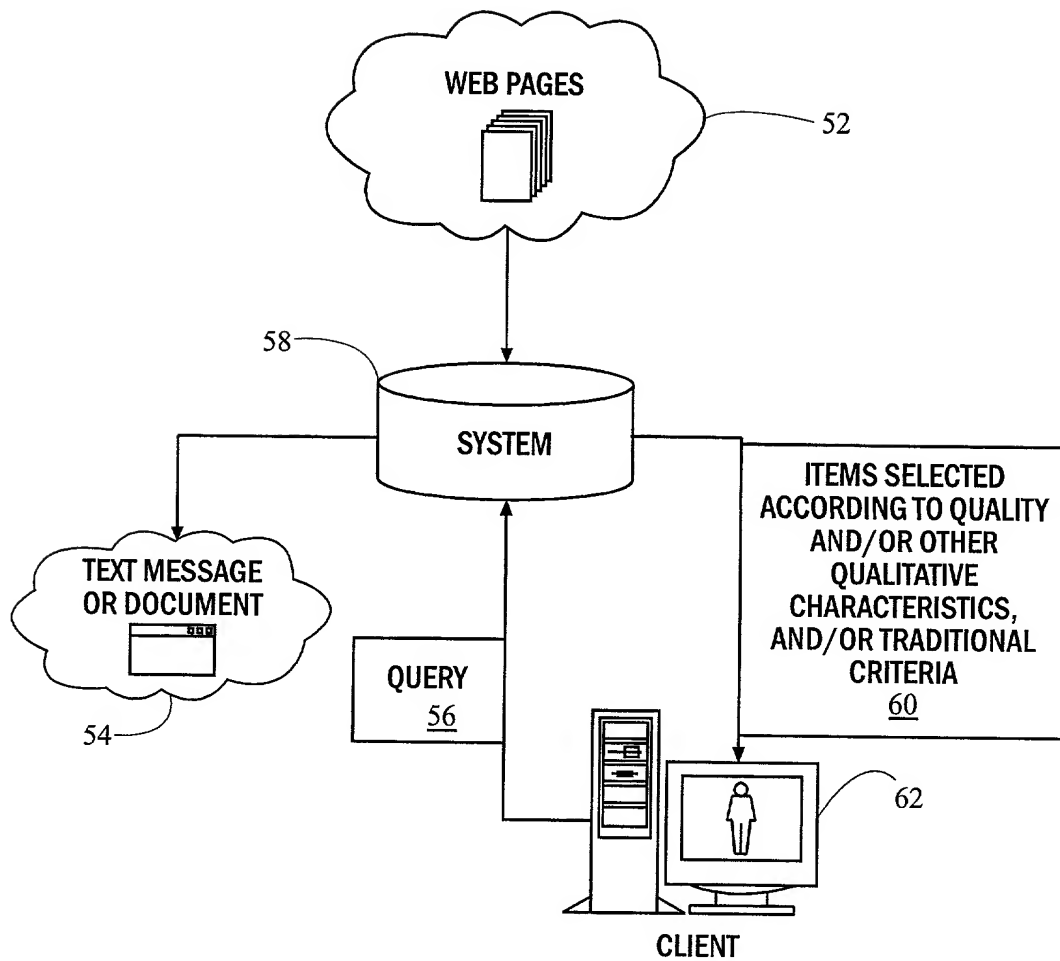 WEB PAGES
52
58
SYSTEM
ITEMS SELECTED
ACCORDING TO QUALITY
AND/OR OTHER
QUALITATIVE
CHARACTERISTICS,
AND/OR TRADITIONAL
CRITERIA
60
TEXT MESSAGE
OR DOCUMENT
54
QUERY
56
62
CLIENT